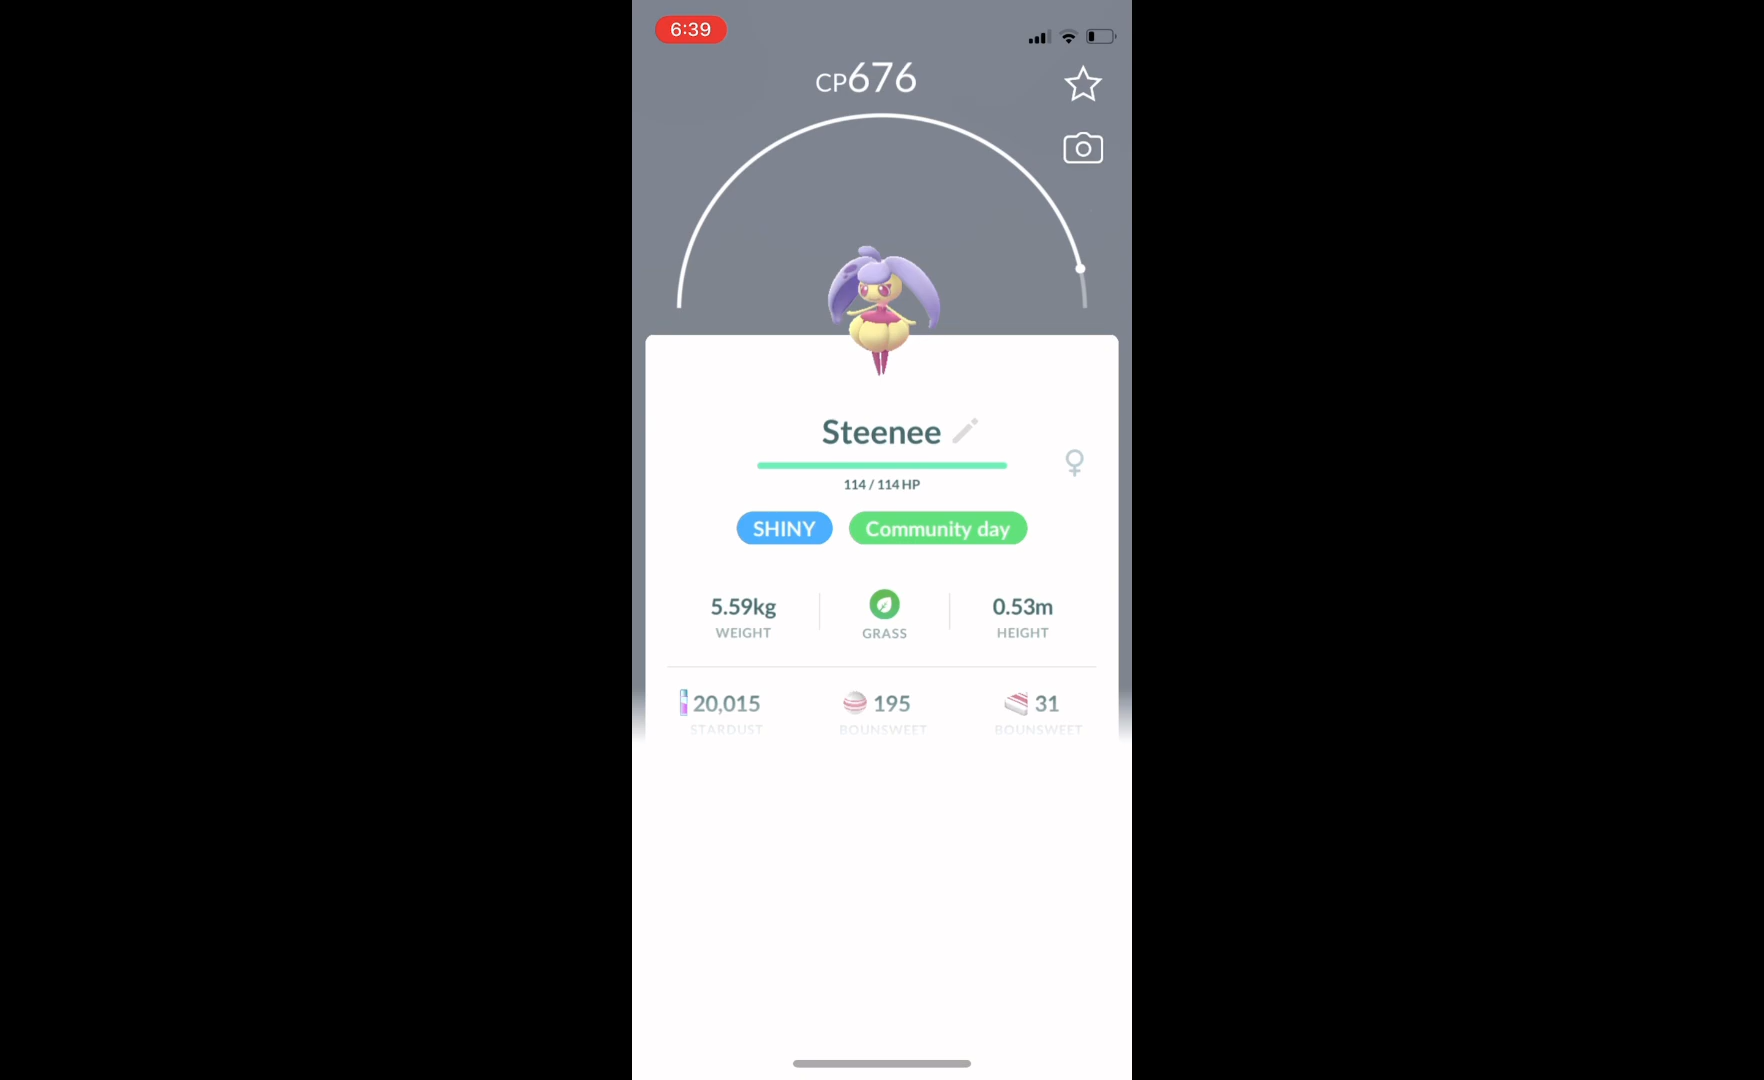 6:39
CP676
Steenee
114 / 114 HP
SHINY Community day
5.59kg GRASS 0.53m
WEIGHT HEIGHT
20,015 195 31
STARDUST BOUNSWEET BOUNSWEET